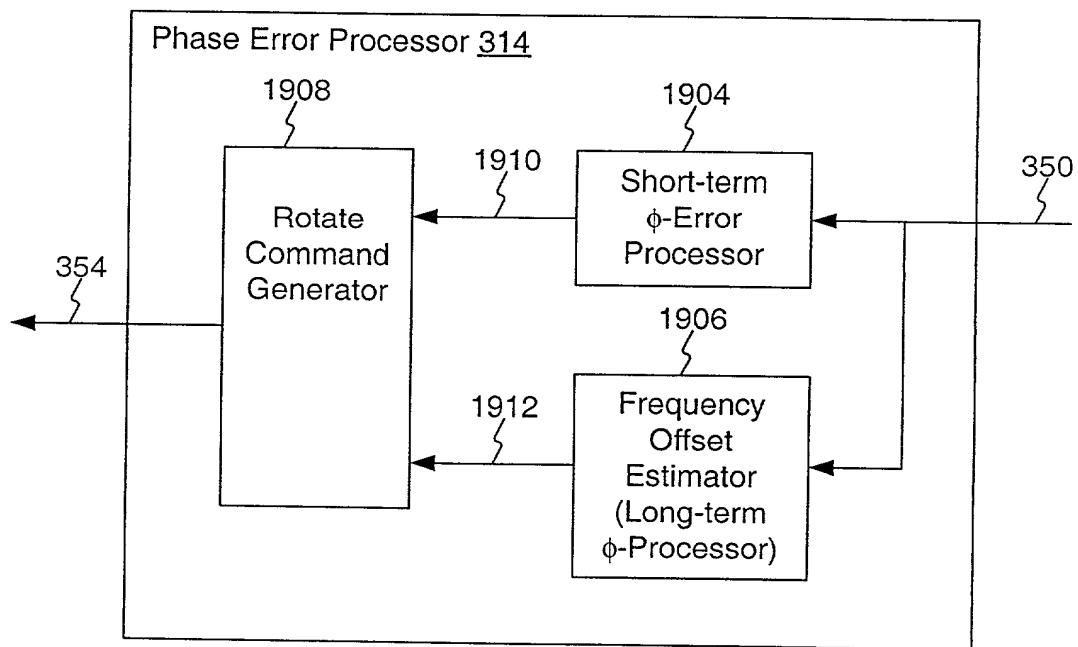 Phase Error Processor 314
1908
1904
1910
350
Short-term
ϕ-Error
Processor
Rotate
Command
Generator
354
1906
1912
Frequency
Offset
Estimator
(Long-term
ϕ-Processor)